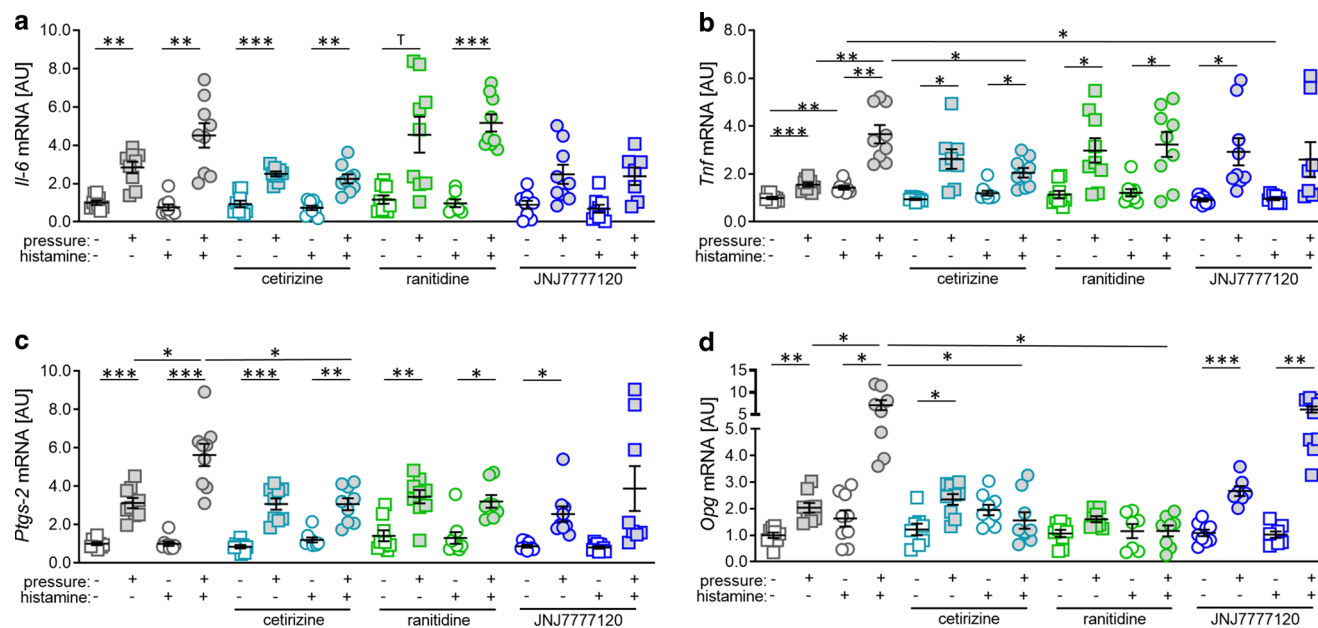 a
Il-6 mRNA [AU]
10.0
8.0
6.0
4.0
2.0
0.0
** ** *** ** T ***
pressure: - + - + - + - + - + - + - + - +
histamine: - - + + - - + + - - + + - - + +
cetirizine ranitidine JNJ7777120
b
Tnf mRNA [AU]
8.0
6.0
4.0
2.0
0.0
*
** *
** * * * * *
**
***
pressure: - + - + - + - + - + - + - + - +
histamine: - - + + - - + + - - + + - - + +
cetirizine ranitidine JNJ7777120
c
Ptgs-2 mRNA [AU]
10.0
8.0
6.0
4.0
2.0
0.0
* *
*** *** *** ** ** * *
pressure: - + - + - + - + - + - + - + - +
histamine: - - + + - - + + - - + + - - + +
cetirizine ranitidine JNJ7777120
d
Opg mRNA [AU]
15
10
5
5.0
4.0
3.0
2.0
1.0
0.0
* *
** * * *** **
*
pressure: - + - + - + - + - + - + - + - +
histamine: - - + + - - + + - - + + - - + +
cetirizine ranitidine JNJ7777120